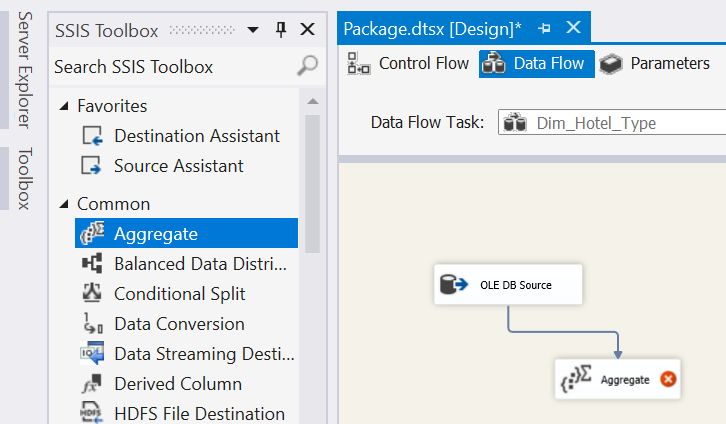 Server Explorer
Toolbox
SSIS Toolbox
Search SSIS Toolbox
Favorites
Destination Assistant
Source Assistant
Common
Aggregate
Balanced Data Distri...
Conditional Split
Data Conversion
Data Streaming Desti...
Derived Column
HDFS File Destination
Package.dtsx [Design]*
Control Flow
Data Flow
Parameters
Data Flow Task:
Dim_Hotel_Type
OLE DB Source
Aggregate